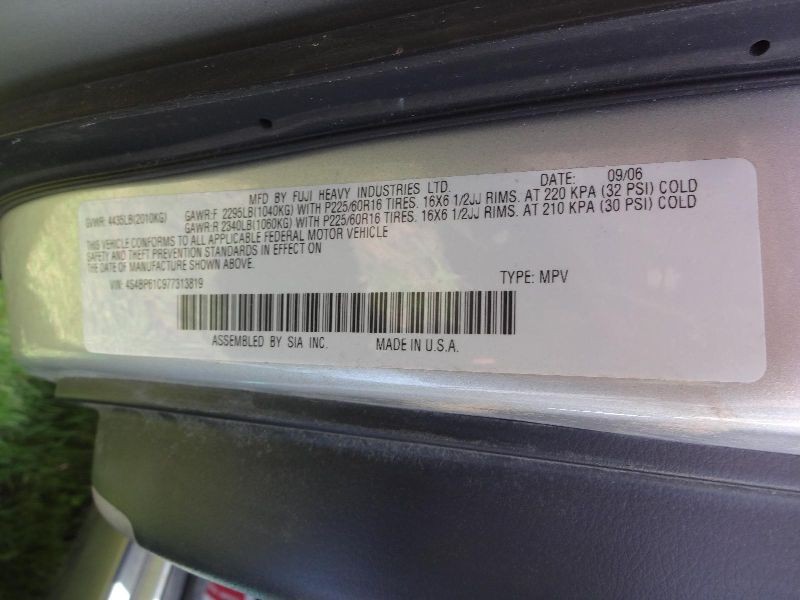 MFD BY FUJI HEAVY INDUSTRIES LTD. DATE: 09/06
GVWR: 4435LB(2010KG) GAWR:F 2295LB(1040KG) WITH P225/60R16 TIRES. 16X6 1/2JJ RIMS. AT 220 KPA (32 PSI) COLD
GAWR:R 2340LB(1060KG) WITH P225/60R16 TIRES. 16X6 1/2JJ RIMS. AT 210 KPA (30 PSI) COLD
THIS VEHICLE CONFORMS TO ALL APPLICABLE FEDERAL MOTOR VEHICLE
SAFETY AND THEFT PREVENTION STANDARDS IN EFFECT ON
THE DATE OF MANUFACTURE SHOWN ABOVE.
VIN: 4S4BP61C977313819 TYPE: MPV
ASSEMBLED BY SIA INC. MADE IN U.S.A.